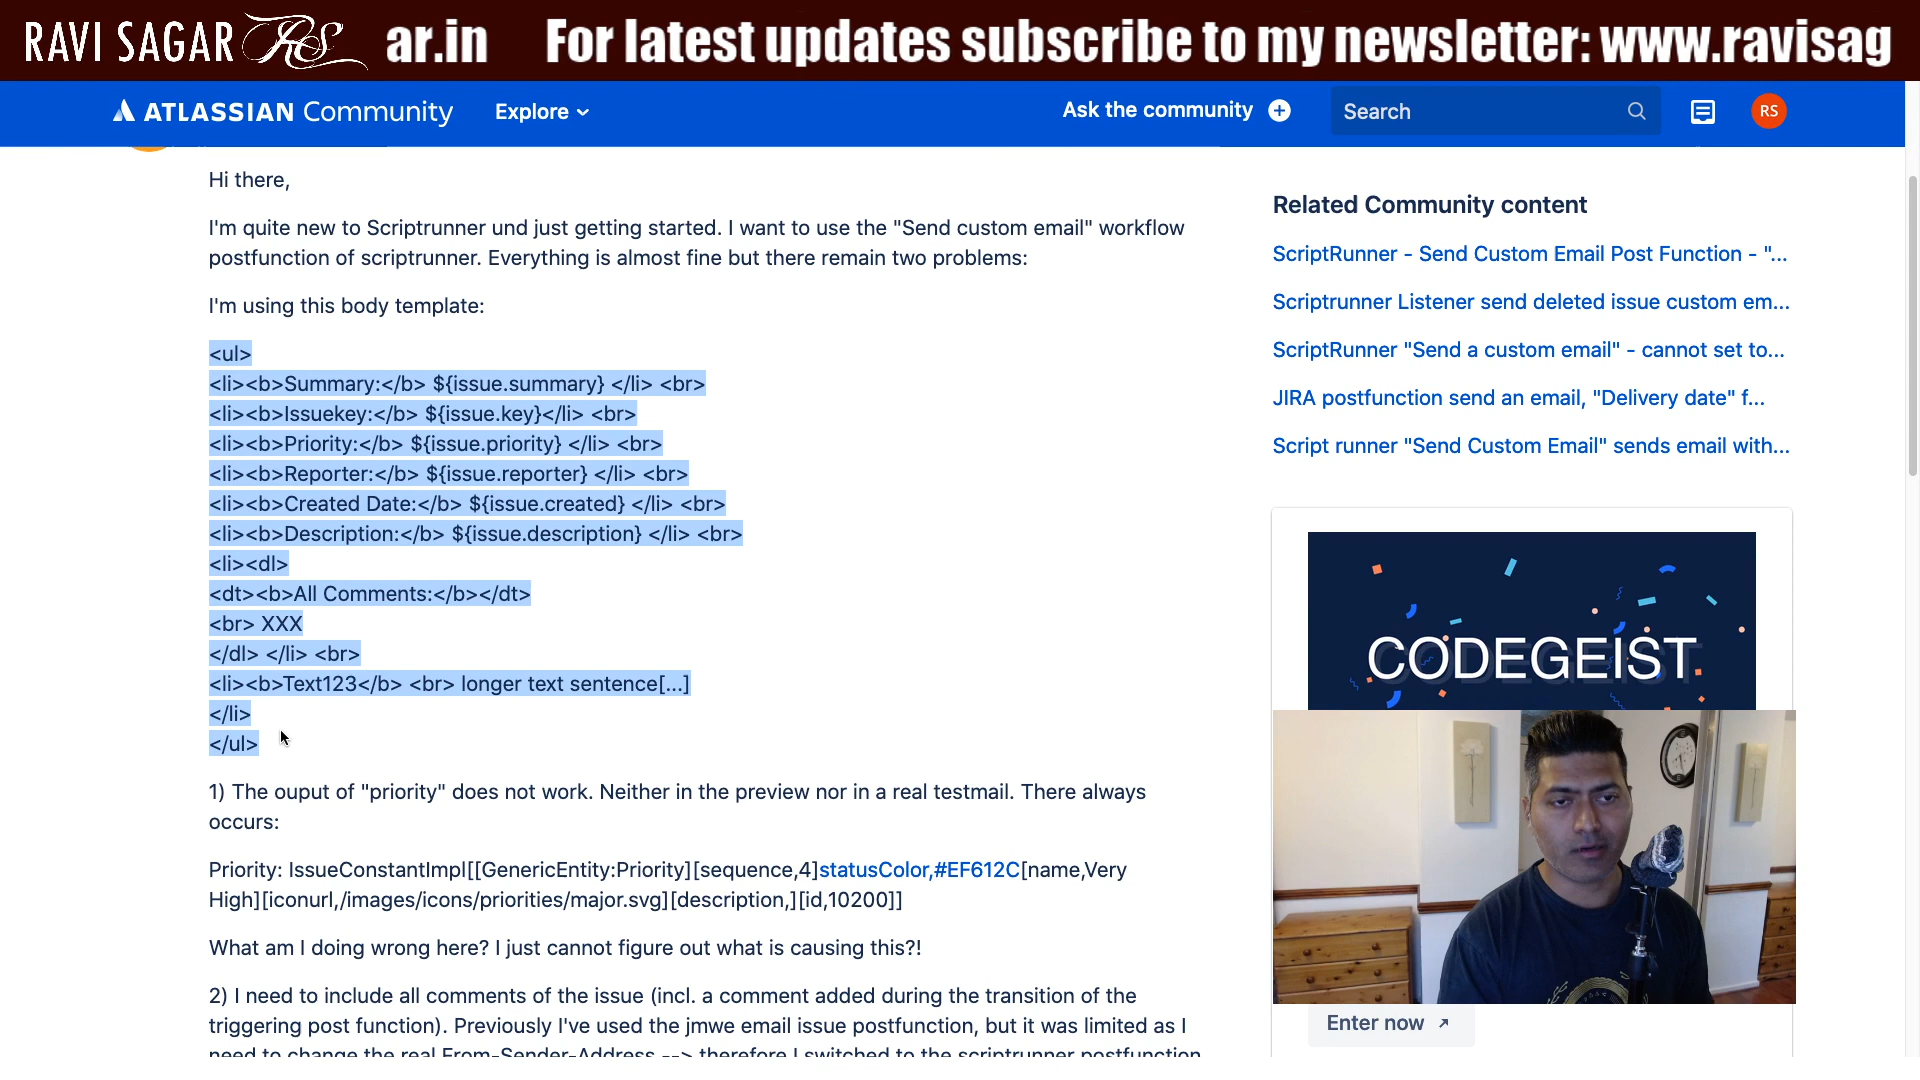 RAVI SAGAR RS ar.in For latest updates subscribe to my newsletter: www.ravisag
ATLASSIAN Community Explore Ask the community Search RS
Hi there,
I'm quite new to Scriptrunner und just getting started. I want to use the "Send custom email" workflow
postfunction of scriptrunner. Everything is almost fine but there remain two problems:
I'm using this body template:
<ul>
<li><b>Summary:</b> ${issue.summary} </li> <br>
<li><b>Issuekey:</b> ${issue.key}</li> <br>
<li><b>Priority:</b> ${issue.priority} </li> <br>
<li><b>Reporter:</b> ${issue.reporter} </li> <br>
<li><b>Created Date:</b> ${issue.created} </li> <br>
<li><b>Description:</b> ${issue.description} </li> <br>
<li><dl>
<dt><b>All Comments:</b></dt>
<br> XXX
</dl> </li> <br>
<li><b>Text123</b> <br> longer text sentence[...]
</li>
</ul>
1) The ouput of "priority" does not work. Neither in the preview nor in a real testmail. There always
occurs:
Priority: IssueConstantImpl[[GenericEntity:Priority][sequence,4]statusColor,#EF612C[name,Very
High][iconurl,/images/icons/priorities/major.svg][description,][id,10200]]
What am I doing wrong here? I just cannot figure out what is causing this?!
2) I need to include all comments of the issue (incl. a comment added during the transition of the
triggering post function). Previously I've used the jmwe email issue postfunction, but it was limited as I
need to change the real From-Sender-Address --> therefore I switched to the scriptrunner postfunction
Related Community content
ScriptRunner - Send Custom Email Post Function - "...
Scriptrunner Listener send deleted issue custom em...
ScriptRunner "Send a custom email" - cannot set to...
JIRA postfunction send an email, "Delivery date" f...
Script runner "Send Custom Email" sends email with...
CODEGEIST
Enter now